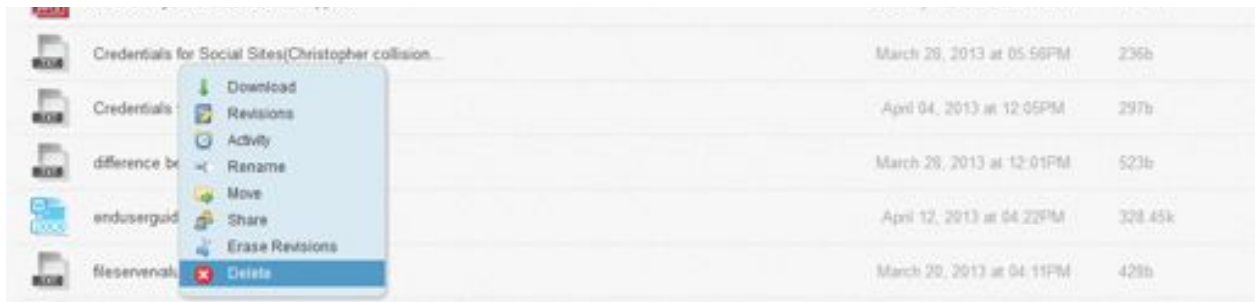 Credentials for Social Sites(Christopher collision... March 28, 2013 at 05:56PM 236b
Download
Credentials April 04, 2013 at 12:05PM 297b
Revisions
Activity
difference be March 28, 2013 at 12:01PM 523b
Rename
Move
enduserguid April 12, 2013 at 04:22PM 328.45k
Share
Erase Revisions
fileserverval March 20, 2013 at 04:11PM 428b
Delete